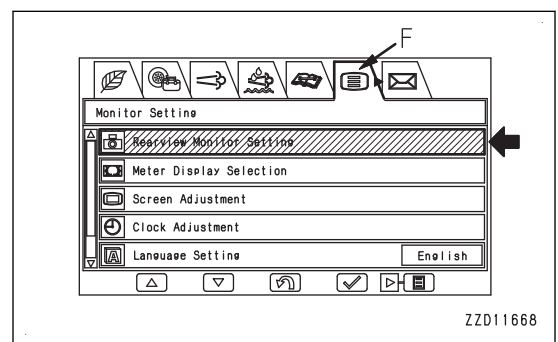 F
Monitor Setting
Rearview Monitor Setting
Meter Display Selection
Screen Adjustment
Clock Adjustment
Language Setting English
ZZD11668